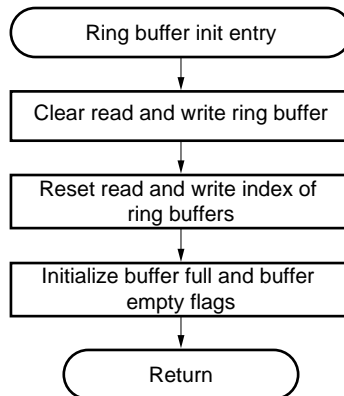 Ring buffer init entry
Clear read and write ring buffer
Reset read and write index of
ring buffers
Initialize buffer full and buffer
empty flags
Return